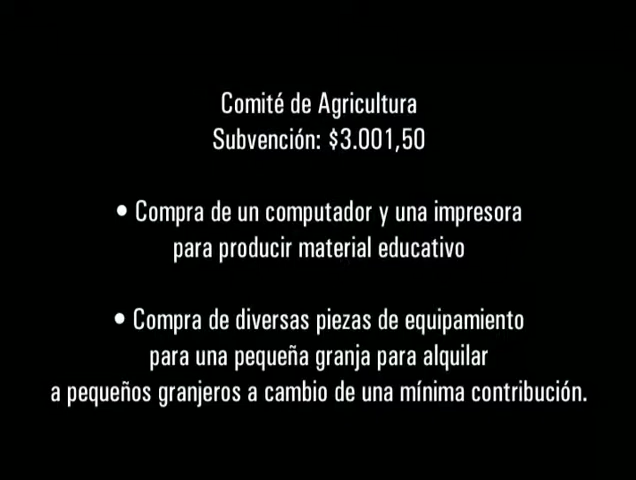 Comité de Agricultura
Subvención: $3.001,50
• Compra de un computador y una impresora
para producir material educativo
• Compra de diversas piezas de equipamiento
para una pequeña granja para alquilar
a pequeños granjeros a cambio de una mínima contribución.